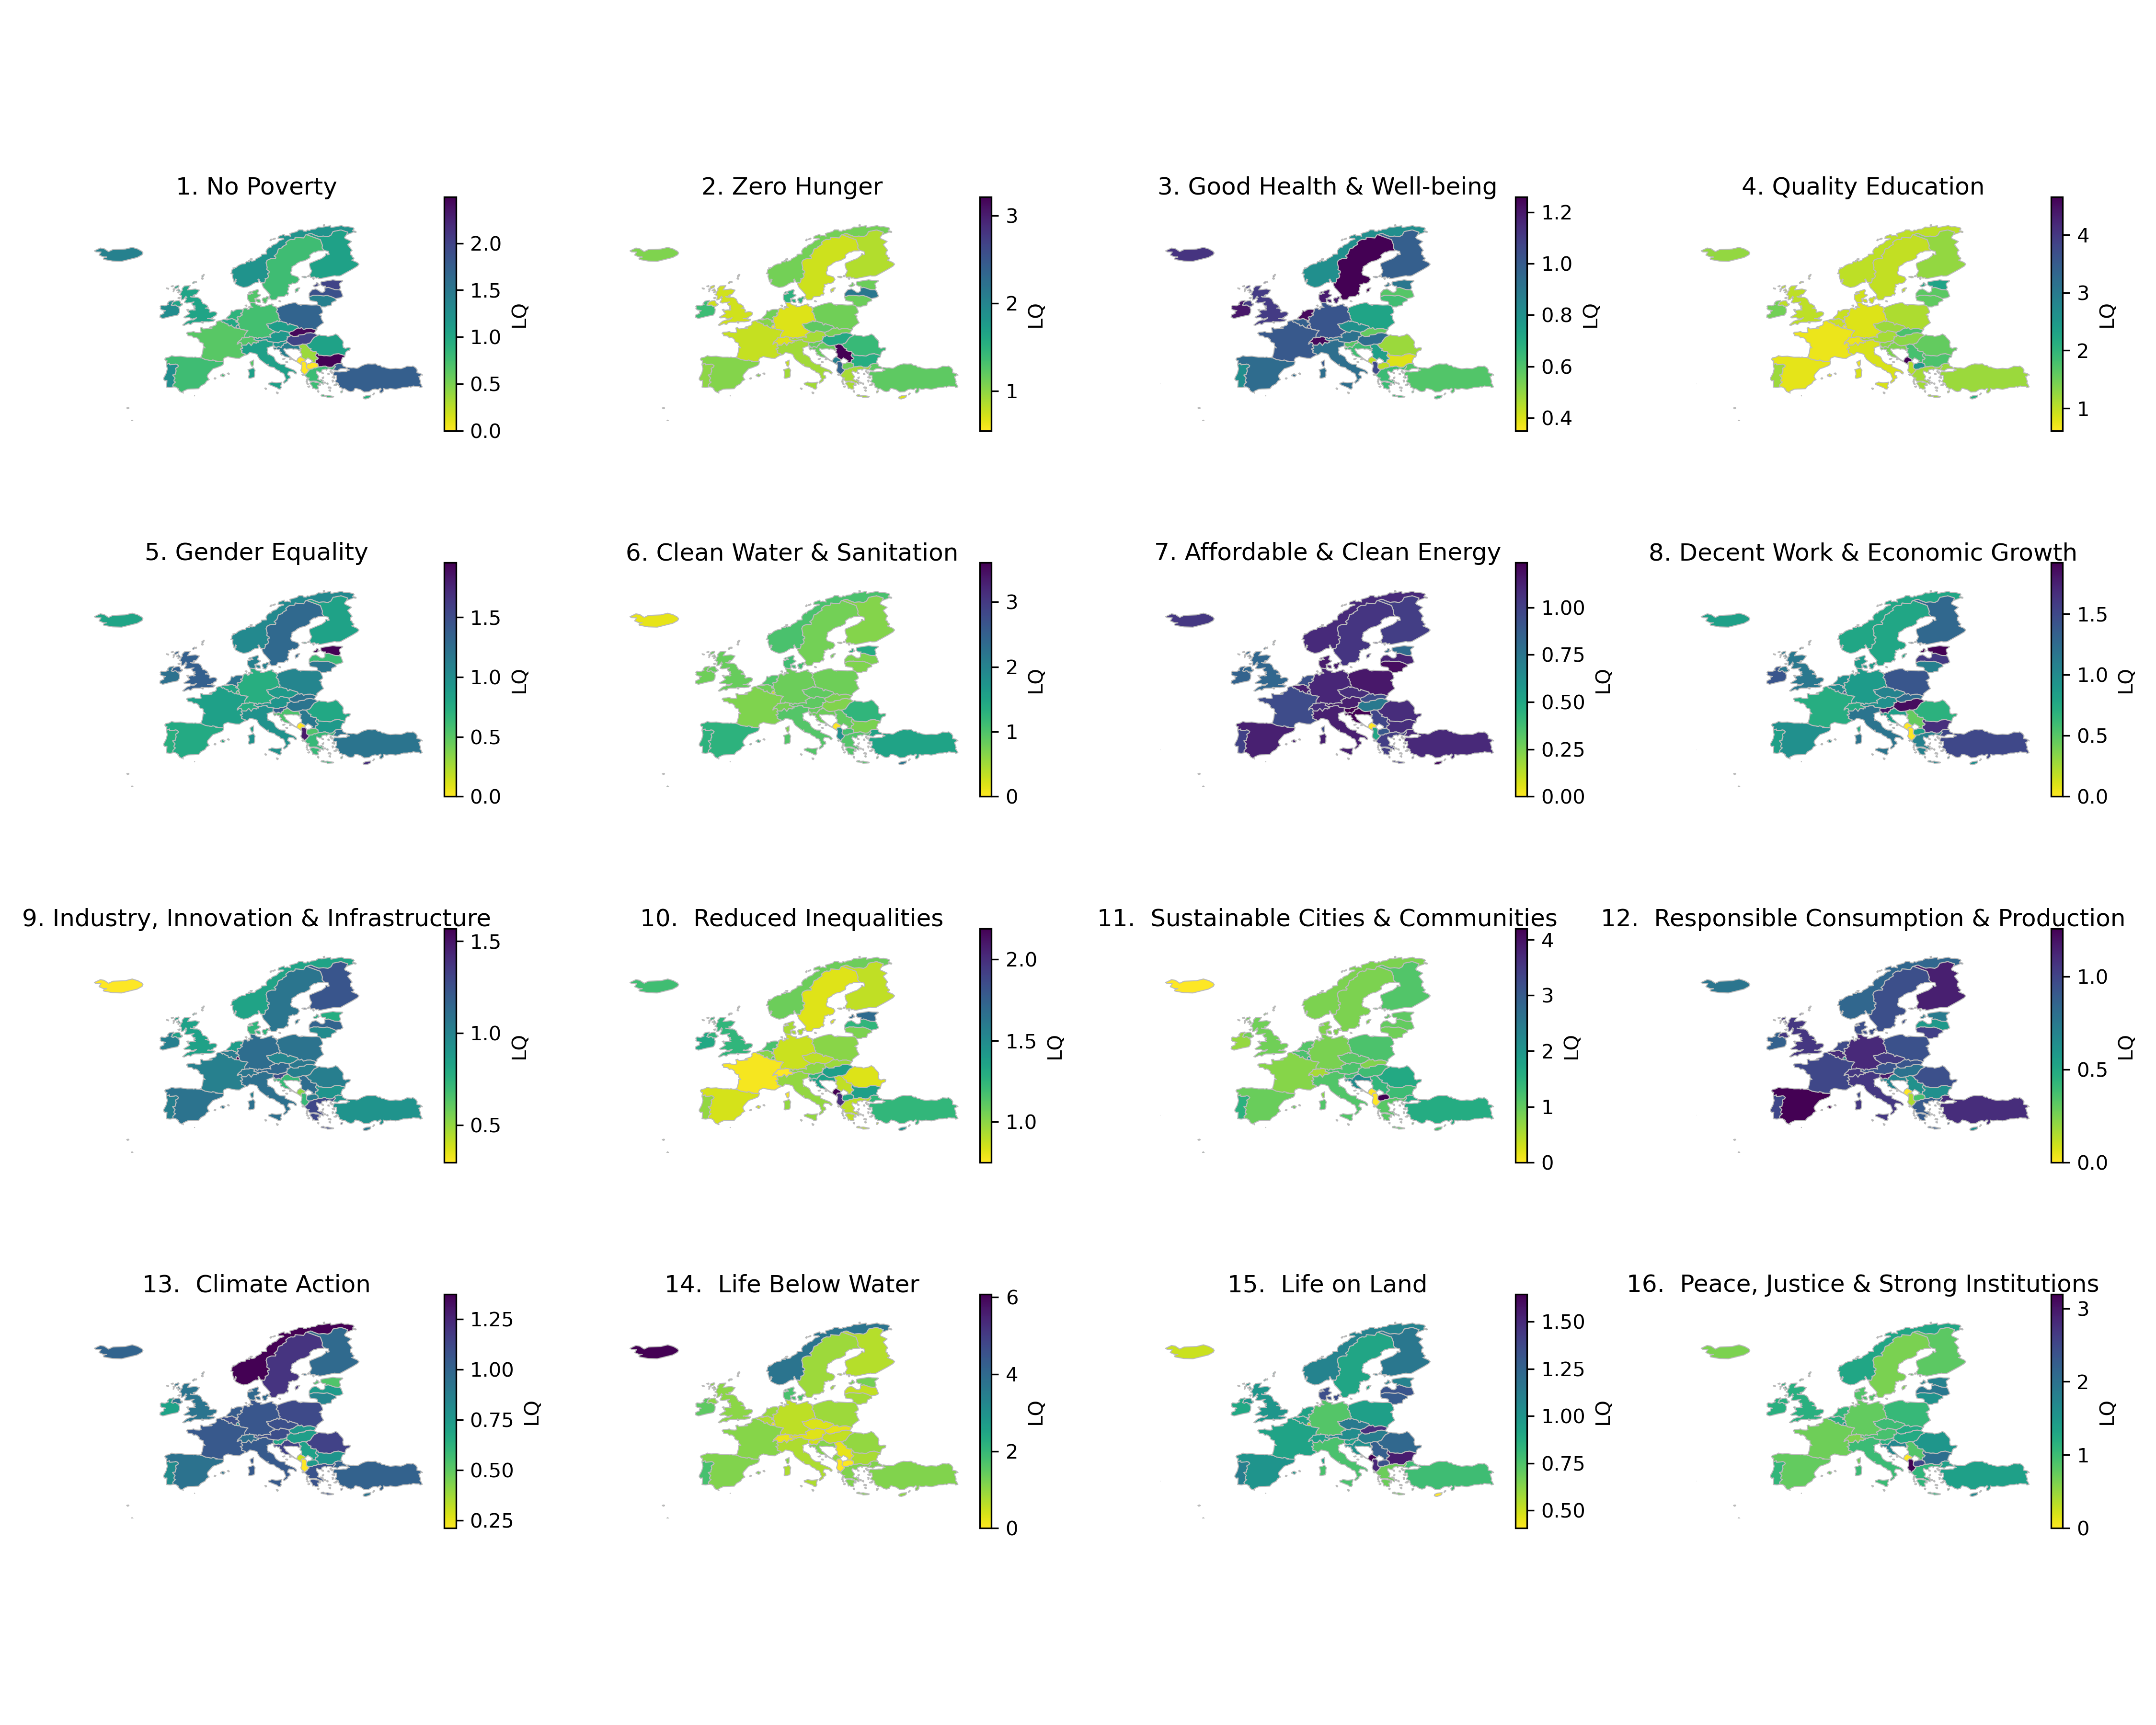 1. No Poverty
2.0
1.5
1.0
0.5
0.0
LQ
2. Zero Hunger
3
2
1
LQ
3. Good Health & Well-being
1.2
1.0
0.8
0.6
0.4
LQ
4. Quality Education
4
3
2
1
LQ
5. Gender Equality
1.5
1.0
0.5
0.0
LQ
6. Clean Water & Sanitation
3
2
1
0
LQ
7. Affordable & Clean Energy
1.00
0.75
0.50
0.25
0.00
LQ
8. Decent Work & Economic Growth
1.5
1.0
0.5
0.0
LQ
9. Industry, Innovation & Infrastructure
1.5
1.0
0.5
LQ
10.  Reduced Inequalities
2.0
1.5
1.0
LQ
11.  Sustainable Cities & Communities
4
3
2
1
0
LQ
12.  Responsible Consumption & Production
1.0
0.5
0.0
LQ
13.  Climate Action
1.25
1.00
0.75
0.50
0.25
LQ
14.  Life Below Water
6
4
2
0
LQ
15.  Life on Land
1.50
1.25
1.00
0.75
0.50
LQ
16.  Peace, Justice & Strong Institutions
3
2
1
0
LQ